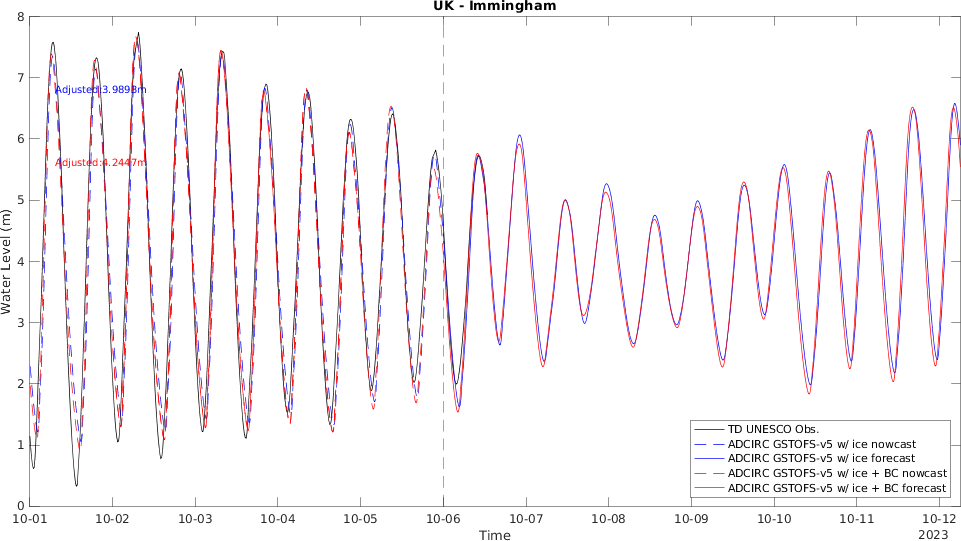 UK - Immingham
8
7
6
5
4
3
2
1
0
Water Level (m)
Adjusted:3.9898m
Adjusted:4.2447m
TD UNESCO Obs.
ADCIRC GSTOFS-v5 w/ ice nowcast
ADCIRC GSTOFS-v5 w/ ice forecast
ADCIRC GSTOFS-v5 w/ ice + BC nowcast
ADCIRC GSTOFS-v5 w/ ice + BC forecast
10-01 10-02 10-03 10-04 10-05 10-06 10-07 10-08 10-09 10-10 10-11 10-12
Time
2023